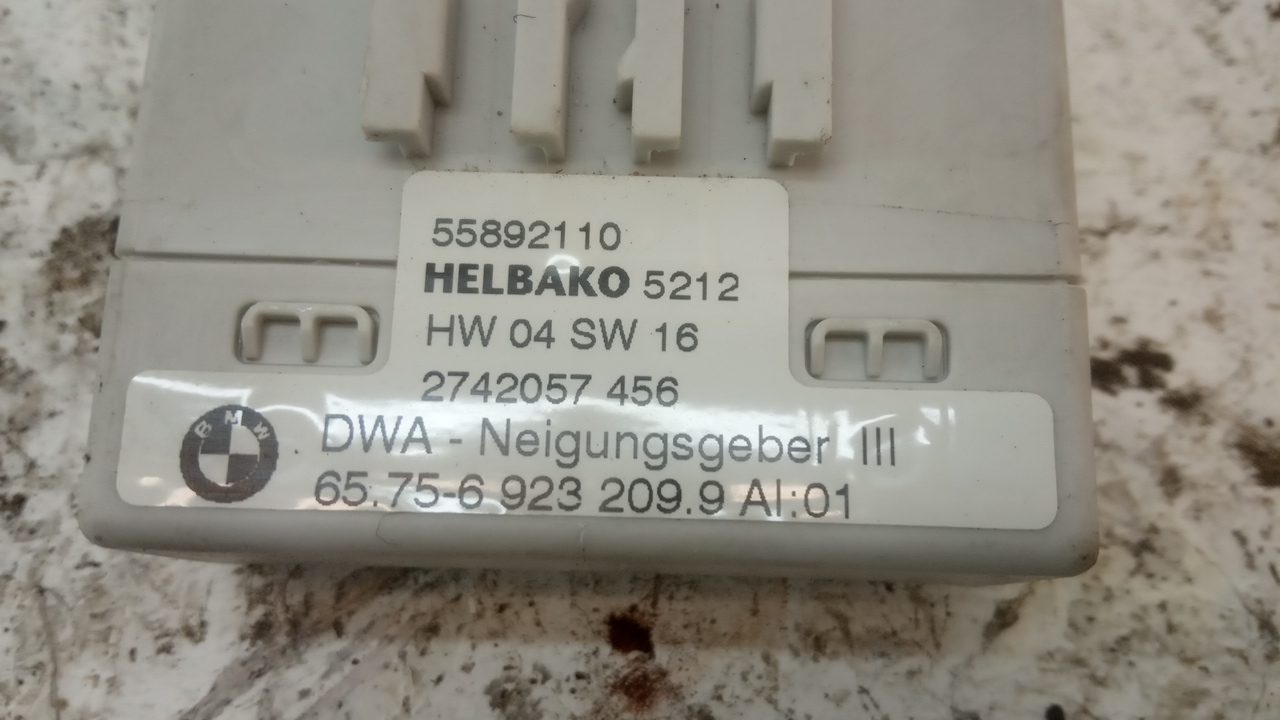 55892110
HELBAKO 5212
HW 04 SW 16
2742057 456
BMW
DWA - Neigungsgeber III
65.75-6 923 209.9 AI:01